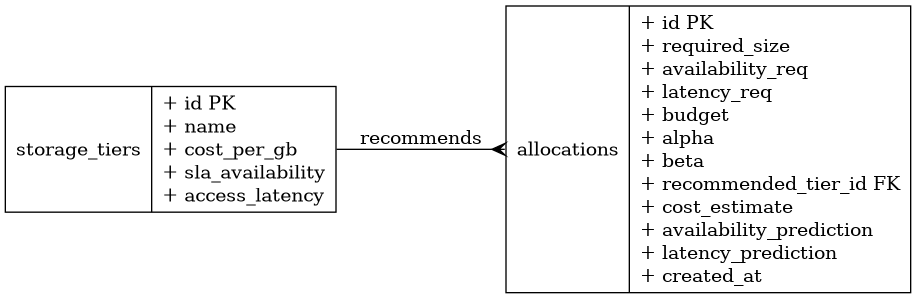 storage_tiers
+ id PK
+ name
+ cost_per_gb
+ sla_availability
+ access_latency
recommends
allocations
+ id PK
+ required_size
+ availability_req
+ latency_req
+ budget
+ alpha
+ beta
+ recommended_tier_id FK
+ cost_estimate
+ availability_prediction
+ latency_prediction
+ created_at